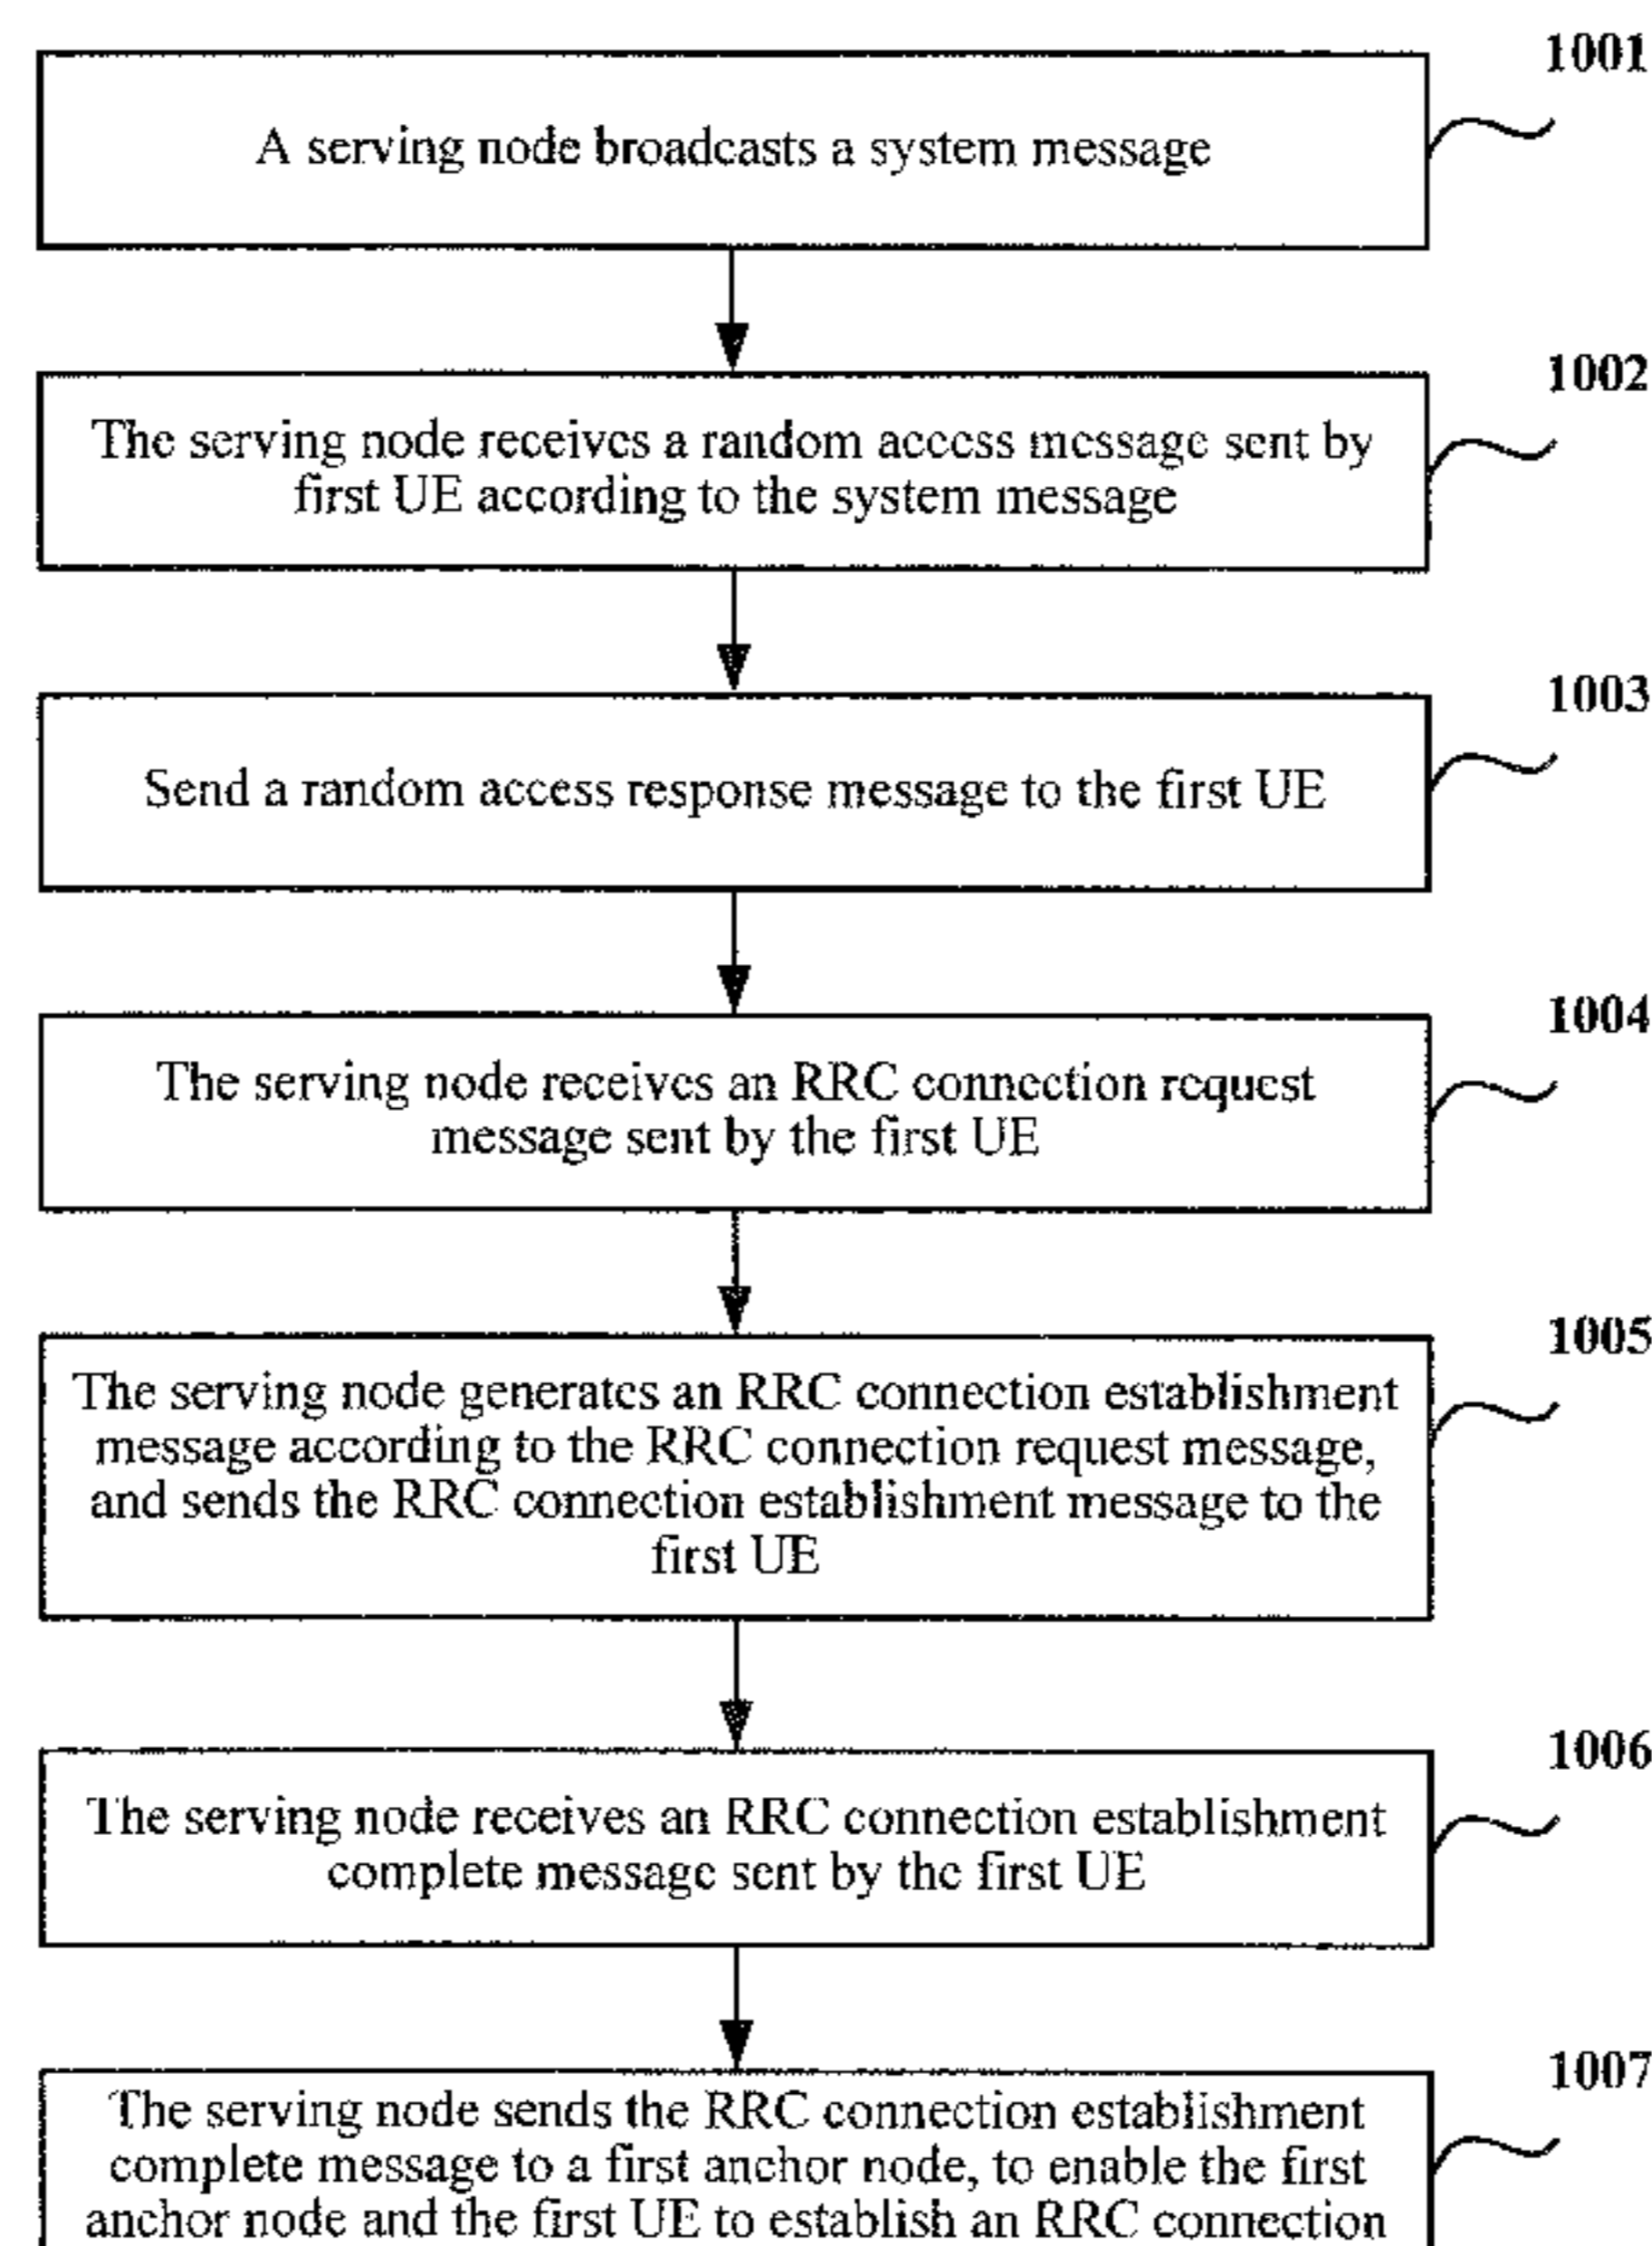 1001
A serving node broadcasts a system message
1002
The serving node receives a random access message sent by
first UE according to the system message
1003
Send a random access response message to the first UE
1004
The serving node receives an RRC connection request
message sent by the first UE
1005
The serving node generates an RRC connection establishment
message according to the RRC connection request message,
and sends the RRC connection establishment message to the
first UE
1006
The serving node receives an RRC connection establishment
complete message sent by the first UE
1007
The serving node sends the RRC connection establishment
complete message to a first anchor node, to enable the first
anchor node and the first UE to establish an RRC connection